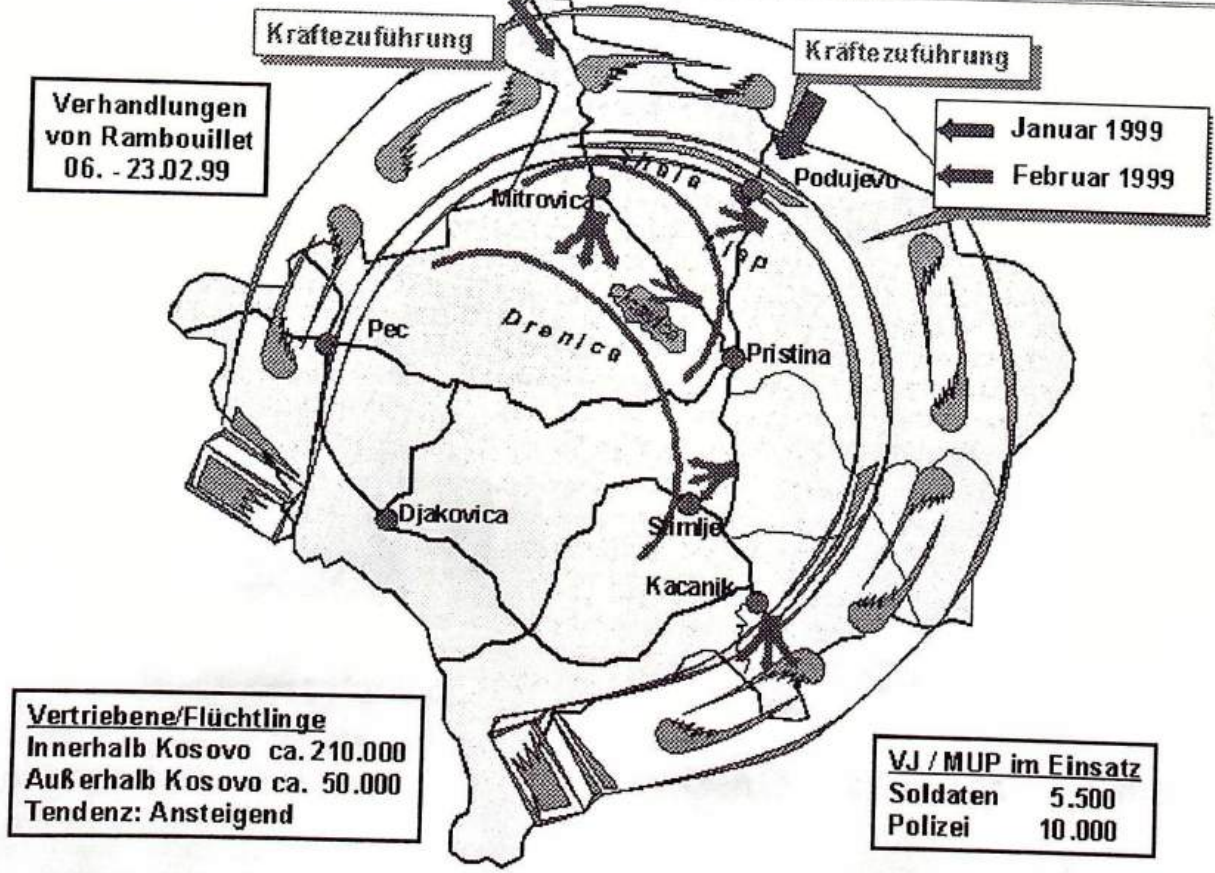 Kräftezuführung
Kräftezuführung
Verhandlungen
von Rambouillet
06. - 23.02.99
Januar 1999
Februar 1999
Shala
Podujevo
Mitrovica
Drenica
Pec
Pristina
Djakovica
Stimlje
Kacanik
Vertriebene/Flüchtlinge
Innerhalb Kosovo ca. 210.000
Außerhalb Kosovo ca. 50.000
Tendenz: Ansteigend
VJ / MUP im Einsatz
Soldaten 5.500
Polizei 10.000